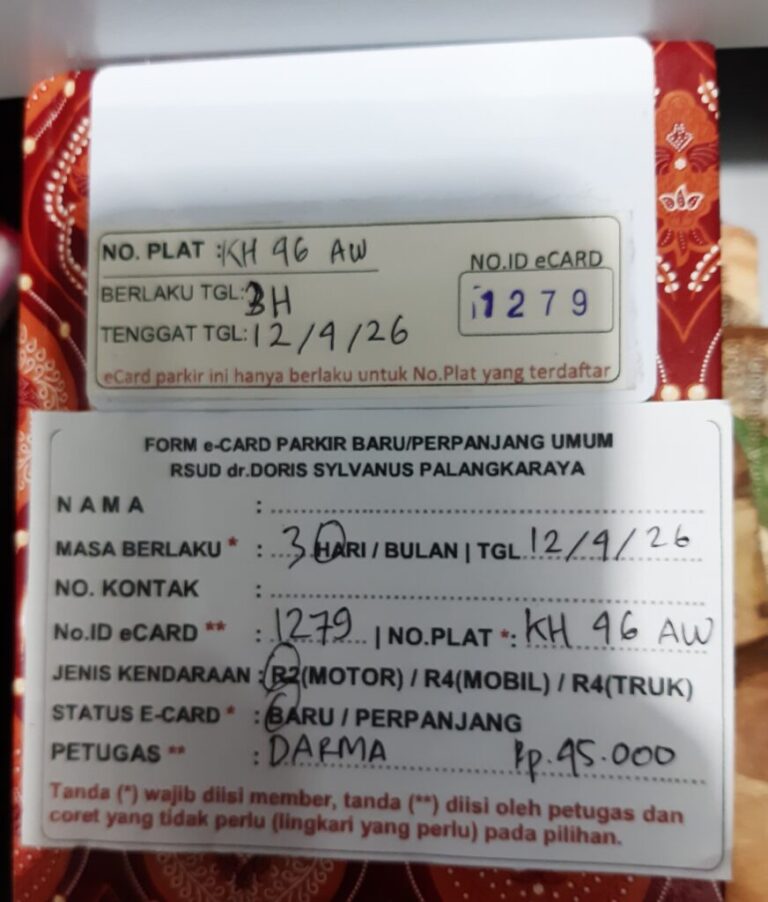 NO. PLAT : KH 96 AW
NO.ID eCARD
BERLAKU TGL: 3H
1279
TENGGAT TGL: 12/4/26
eCard parkir ini hanya berlaku untuk No.Plat yang terdaftar
FORM e-CARD PARKIR BARU/PERPANJANG UMUM
RSUD dr.DORIS SYLVANUS PALANGKARAYA
NAMA :
MASA BERLAKU * : 3 HARI / BULAN | TGL 12/4/26
NO. KONTAK :
No.ID eCARD ** : 1279 | NO.PLAT *: KH 96 AW
JENIS KENDARAAN : R2(MOTOR) / R4(MOBIL) / R4(TRUK)
STATUS E-CARD * : BARU / PERPANJANG
PETUGAS ** : DARMA Rp. 45.000
Tanda (*) wajib diisi member, tanda (**) diisi oleh petugas dan
coret yang tidak perlu (lingkari yang perlu) pada pilihan.